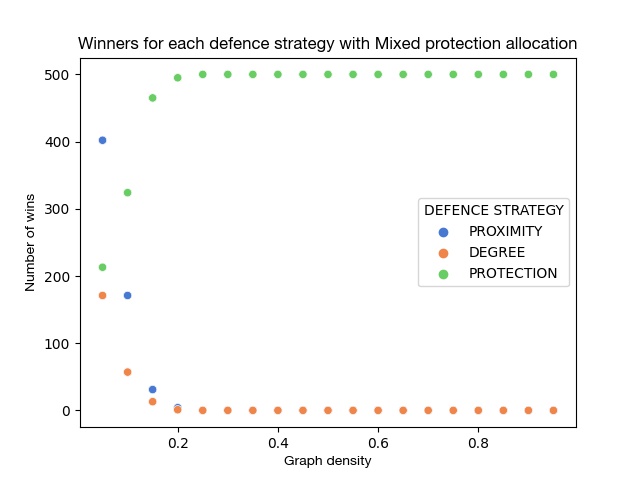 Winners for each defence strategy with Mixed protection allocation
500
400
300
200
100
0
Number of wins
DEFENCE STRATEGY
PROXIMITY
DEGREE
PROTECTION
0.2 0.4 0.6 0.8
Graph density